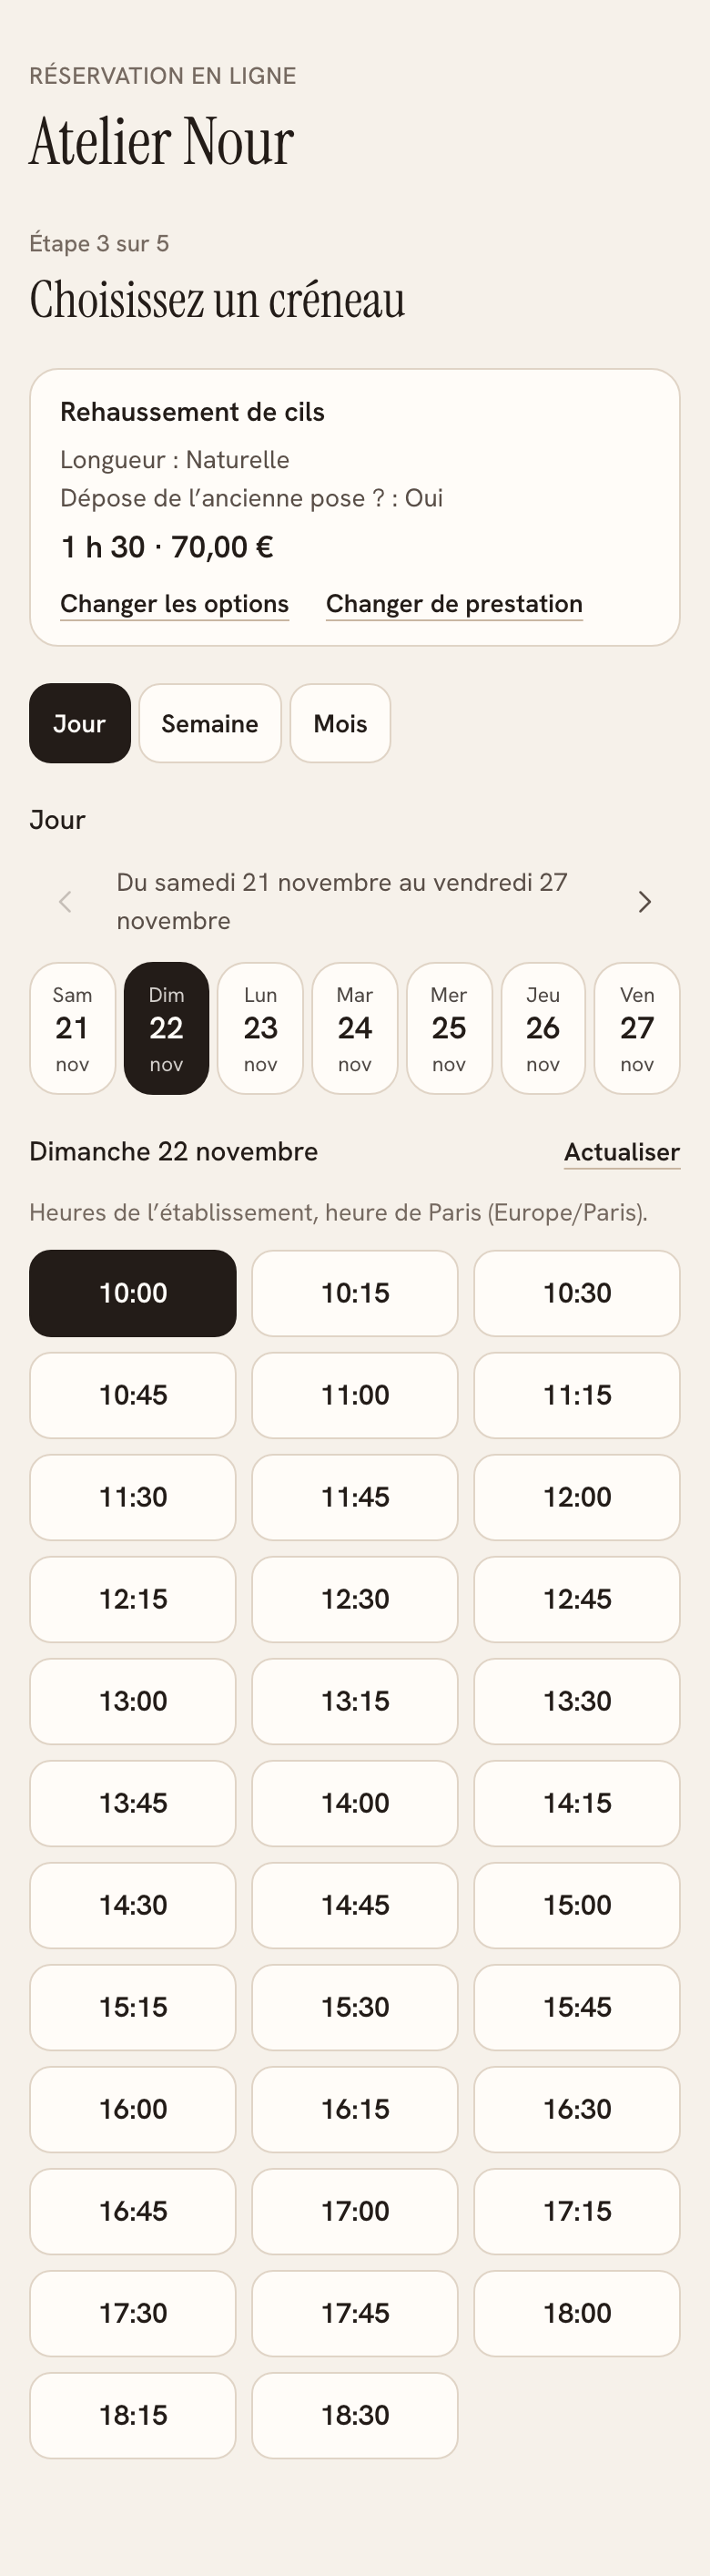 RÉSERVATION EN LIGNE
Atelier Nour
Étape 3 sur 5
Choisissez un créneau
Rehaussement de cils
Longueur : Naturelle
Dépose de l’ancienne pose ? : Oui
1 h 30 · 70,00 €
Changer les options Changer de prestation
Jour Semaine Mois
Jour
Du samedi 21 novembre au vendredi 27
novembre
Sam Dim Lun Mar Mer Jeu Ven
21 22 23 24 25 26 27
nov nov nov nov nov nov nov
Dimanche 22 novembre Actualiser
Heures de l’établissement, heure de Paris (Europe/Paris).
10:00 10:15 10:30
10:45 11:00 11:15
11:30 11:45 12:00
12:15 12:30 12:45
13:00 13:15 13:30
13:45 14:00 14:15
14:30 14:45 15:00
15:15 15:30 15:45
16:00 16:15 16:30
16:45 17:00 17:15
17:30 17:45 18:00
18:15 18:30